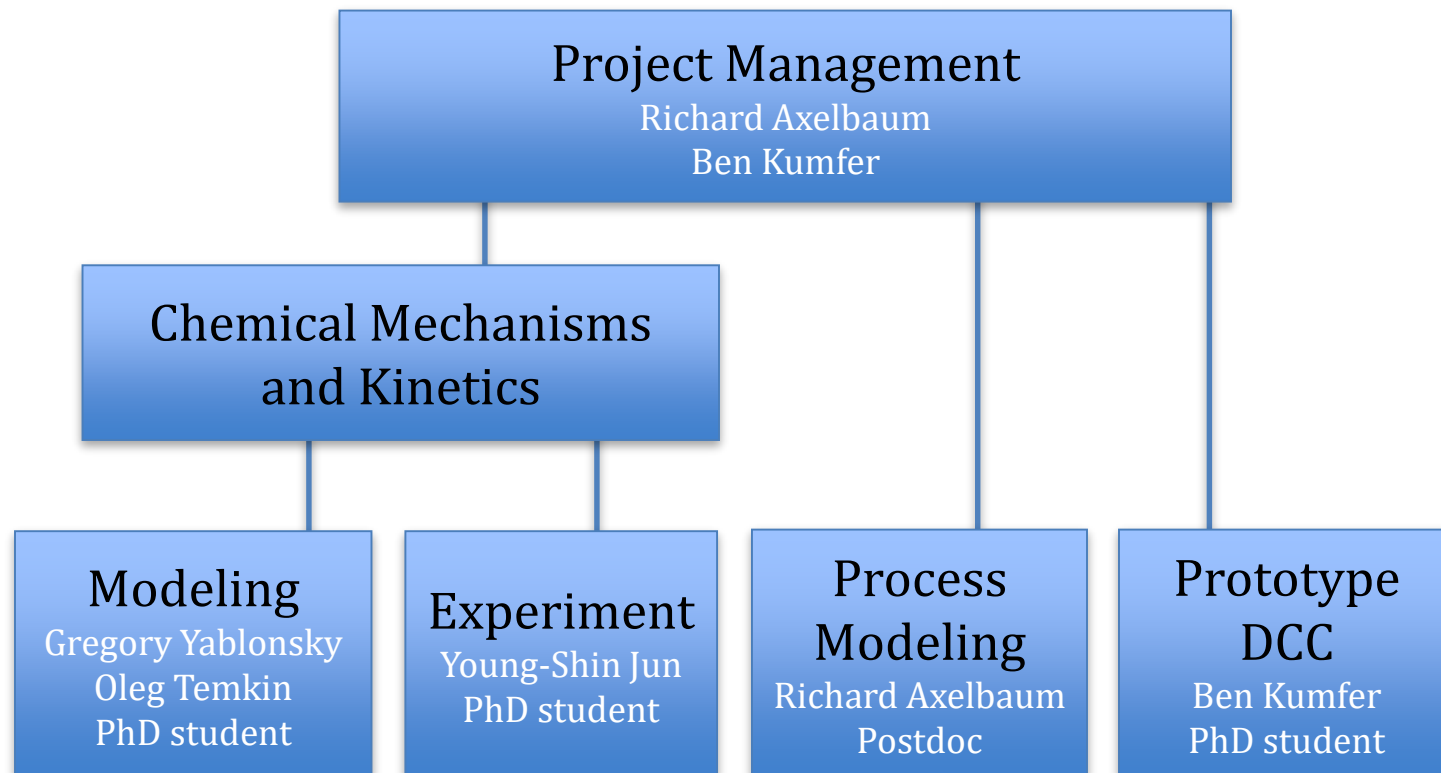 Project Management
Richard Axelbaum
Ben Kumfer
Chemical Mechanisms
and Kinetics
Modeling
Gregory Yablonsky
Oleg Temkin
PhD student
Experiment
Young-Shin Jun
PhD student
Process
Modeling
Richard Axelbaum
Postdoc
Prototype
DCC
Ben Kumfer
PhD student